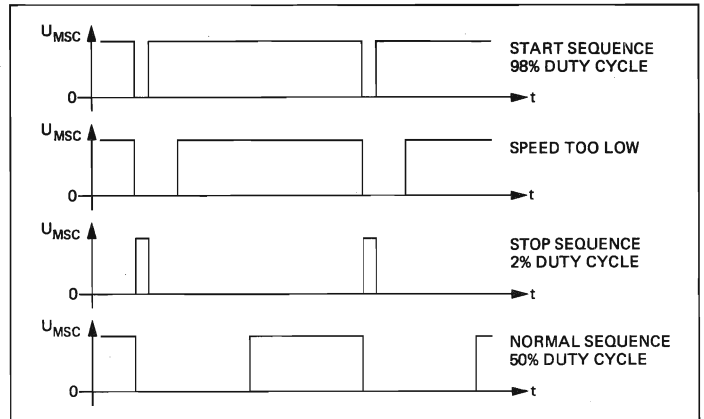 U_MSC
START SEQUENCE
98% DUTY CYCLE
0
t
U_MSC
SPEED TOO LOW
0
t
U_MSC
STOP SEQUENCE
2% DUTY CYCLE
0
t
U_MSC
NORMAL SEQUENCE
50% DUTY CYCLE
0
t